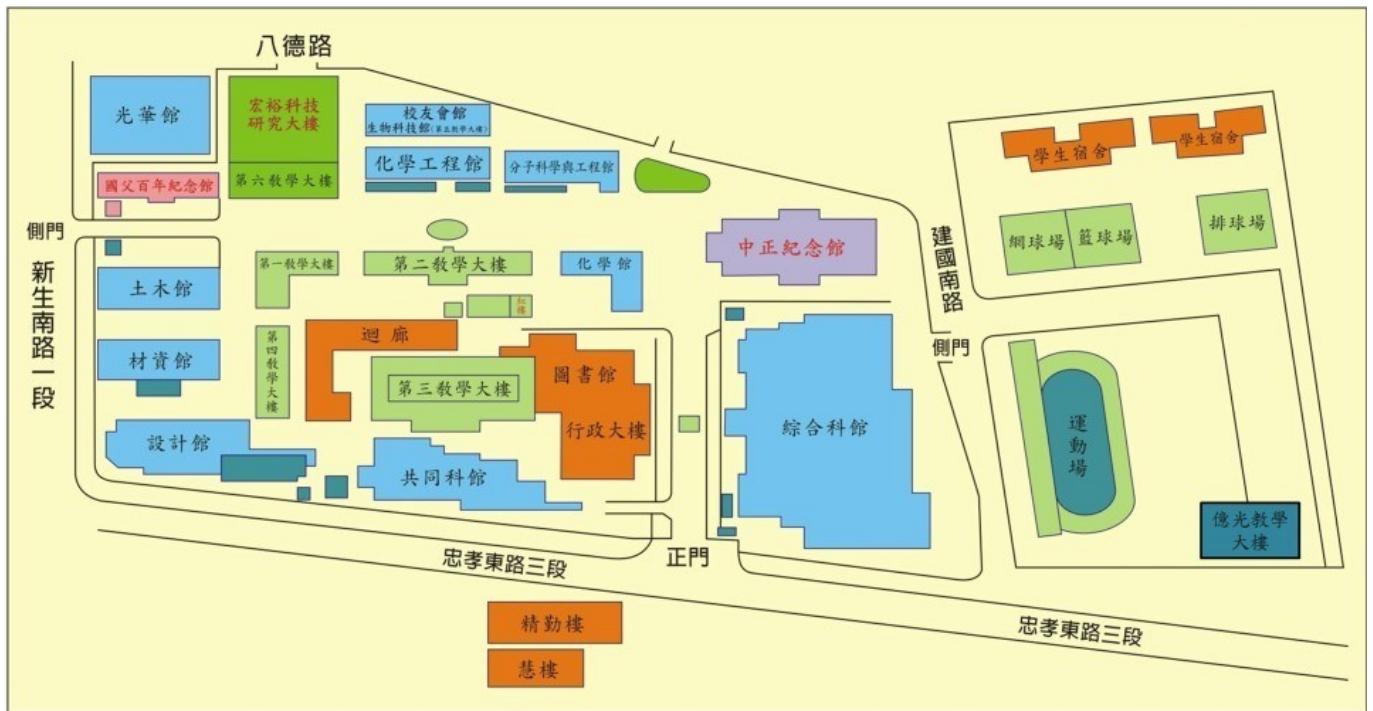 八德路
光華館
宏裕科技
研究大樓
校友會館
生物科技館(第五教學大樓)
化學工程館
分子科學與工程館
第六教學大樓
國父百年紀念館
學生宿舍
學生宿舍
側門
網球場
籃球場
排球場
建國南路
中正紀念館
第一教學大樓
第二教學大樓
化學館
新生南路一段
土木館
紅樓
迴廊
材資館
第四教學大樓
第三教學大樓
圖書館
行政大樓
側門
綜合科館
運動場
設計館
共同科館
億光教學
大樓
忠孝東路三段
正門
精勤樓
慧樓
忠孝東路三段